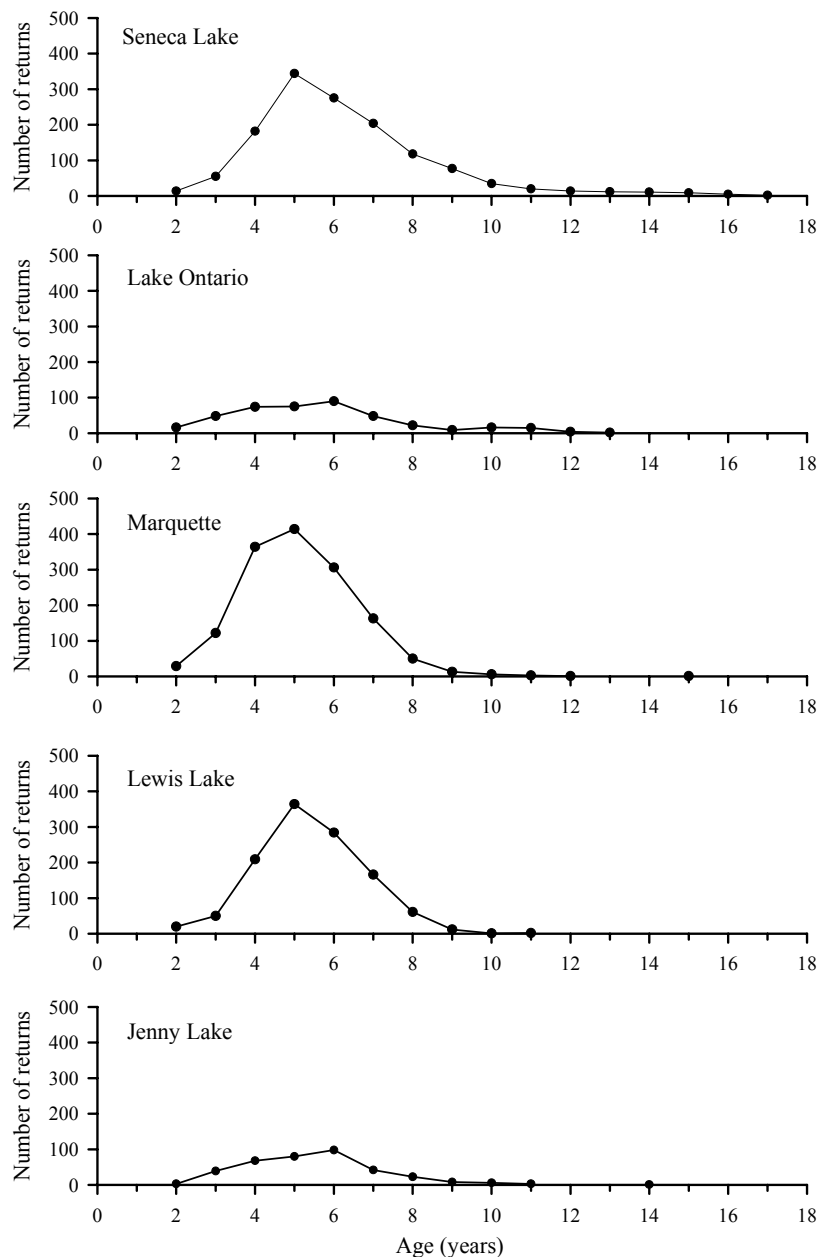 Seneca Lake
Number of returns
500
400
300
200
100
0
0 2 4 6 8 10 12 14 16 18
Lake Ontario
Number of returns
500
400
300
200
100
0
0 2 4 6 8 10 12 14 16 18
Marquette
Number of returns
500
400
300
200
100
0
0 2 4 6 8 10 12 14 16 18
Lewis Lake
Number of returns
500
400
300
200
100
0
0 2 4 6 8 10 12 14 16 18
Jenny Lake
Number of returns
500
400
300
200
100
0
0 2 4 6 8 10 12 14 16 18
Age (years)